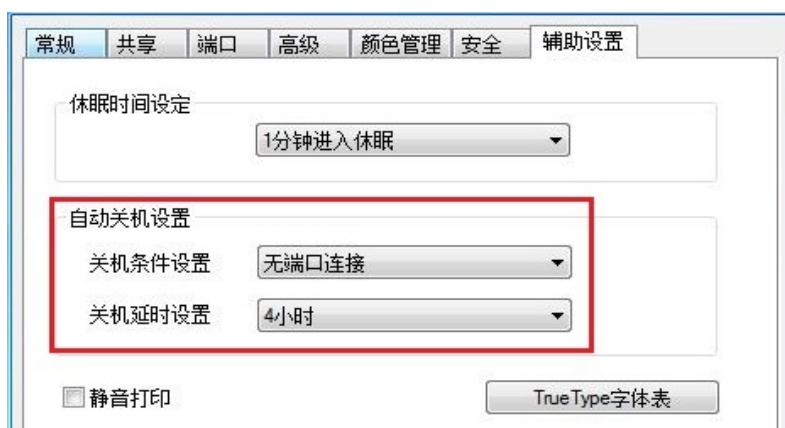 常规 共享 端口 高级 颜色管理 安全 辅助设置
休眠时间设定
1分钟进入休眠
自动关机设置
关机条件设置 无端口连接
关机延时设置 4小时
静音打印 TrueType字体表